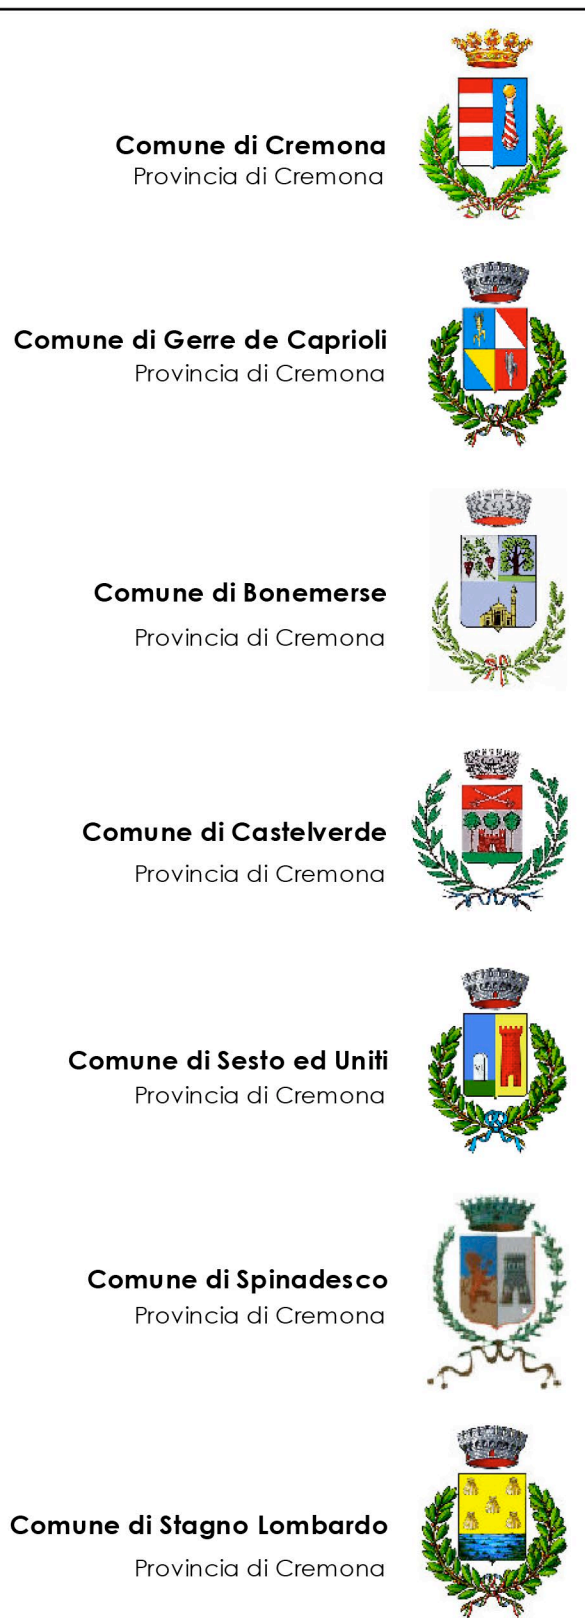 Comune di Cremona
Provincia di Cremona
Comune di Gerre de Caprioli
Provincia di Cremona
Comune di Bonemerse
Provincia di Cremona
Comune di Castelverde
Provincia di Cremona
Comune di Sesto ed Uniti
Provincia di Cremona
Comune di Spinadesco
Provincia di Cremona
Comune di Stagno Lombardo
Provincia di Cremona